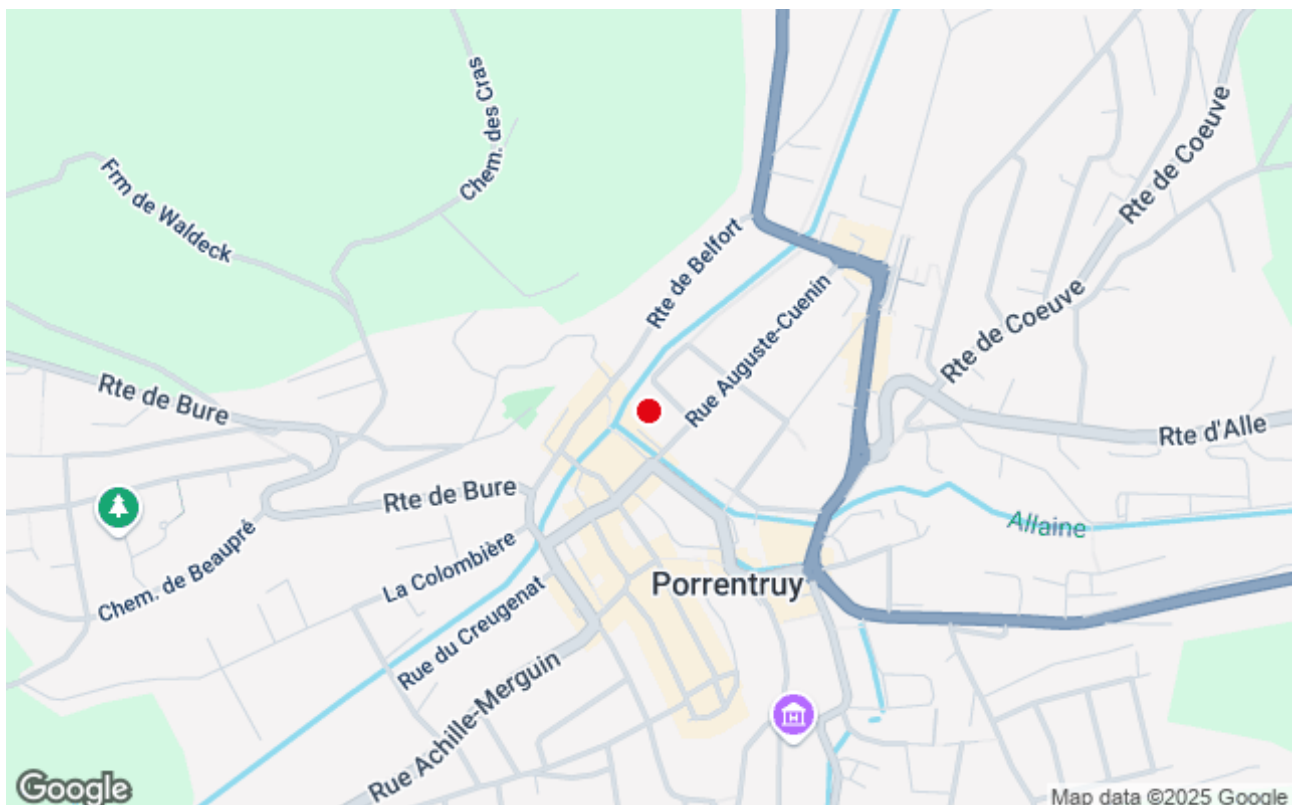 Chem. des Cras
Rte de Coeuve
Frm de Waldeck
Rte de Belfort
Rue Auguste-Cuenin
Rte de Coeuve
Rte de Bure
Rte d'Alle
Rte de Bure
Allaine
La Colombière
Chem. de Beaupré
Porrentruy
Rue du Creugenat
Rue Achille-Merguin
H
Google
Map data ©2025 Google